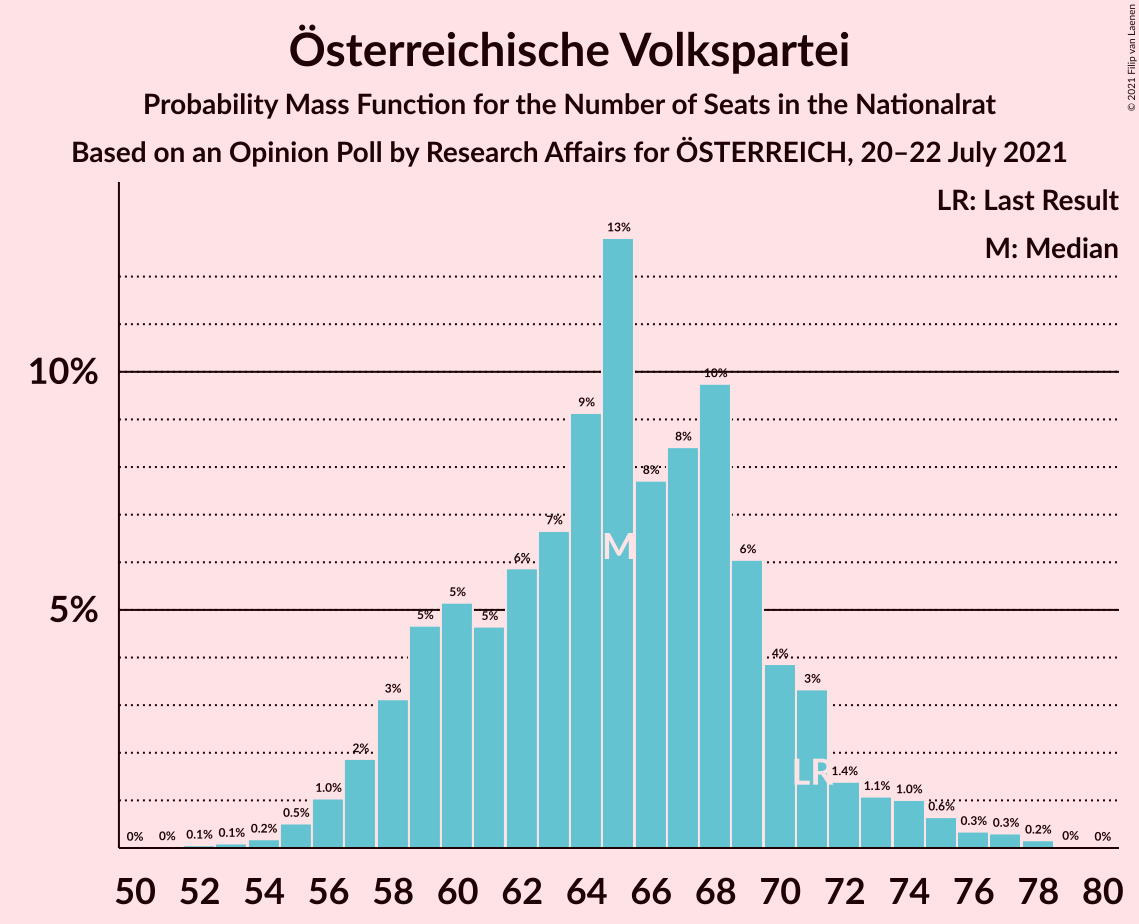 Österreichische Volkspartei
Probability Mass Function for the Number of Seats in the Nationalrat
Based on an Opinion Poll by Research Affairs for ÖSTERREICH, 20–22 July 2021
© 2021 Filip van Laenen
LR: Last Result
M: Median
10%
5%
0% 0% 0.1% 0.1% 0.2% 0.5% 1.0% 2% 3% 5% 5% 5% 6% 7% 9% 13% 8% 8% 10% 6% 4% 3% 1.4% 1.1% 1.0% 0.6% 0.3% 0.3% 0.2% 0% 0%
M
LR
50 52 54 56 58 60 62 64 66 68 70 72 74 76 78 80